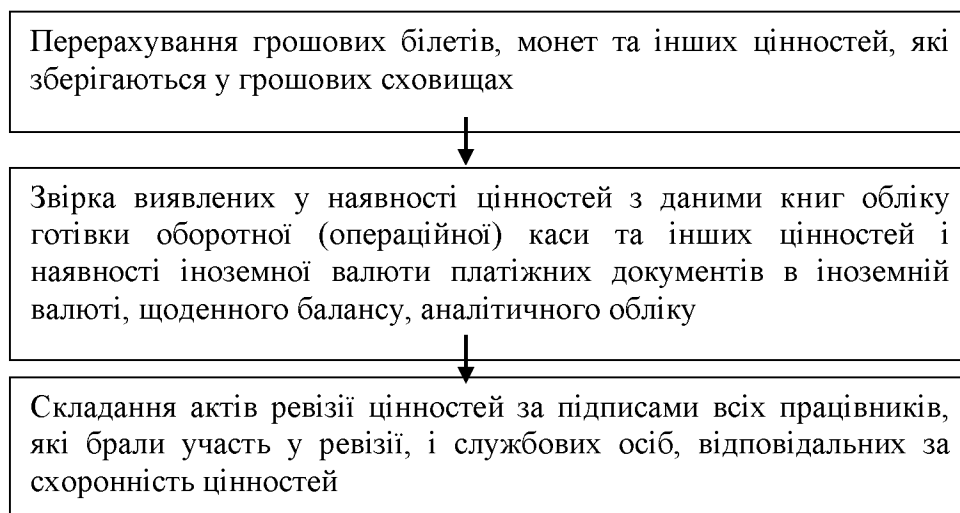 Перерахування грошових білетів, монет та інших цінностей, які
зберігаються у грошових сховищах
Звірка виявлених у наявності цінностей з даними книг обліку
готівки оборотної (операційної) каси та інших цінностей і
наявності іноземної валюти платіжних документів в іноземній
валюті, щоденного балансу, аналітичного обліку
Складання актів ревізії цінностей за підписами всіх працівників,
які брали участь у ревізії, і службових осіб, відповідальних за
схоронність цінностей